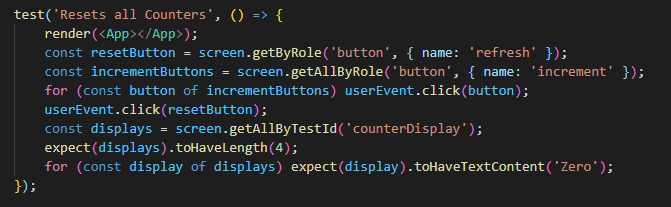 test('Resets all Counters', () => {
    render(<App></App>);
    const resetButton = screen.getByRole('button', { name: 'refresh' });
    const incrementButtons = screen.getAllByRole('button', { name: 'increment' });
    for (const button of incrementButtons) userEvent.click(button);
    userEvent.click(resetButton);
    const displays = screen.getAllByTestId('counterDisplay');
    expect(displays).toHaveLength(4);
    for (const display of displays) expect(display).toHaveTextContent('Zero');
});